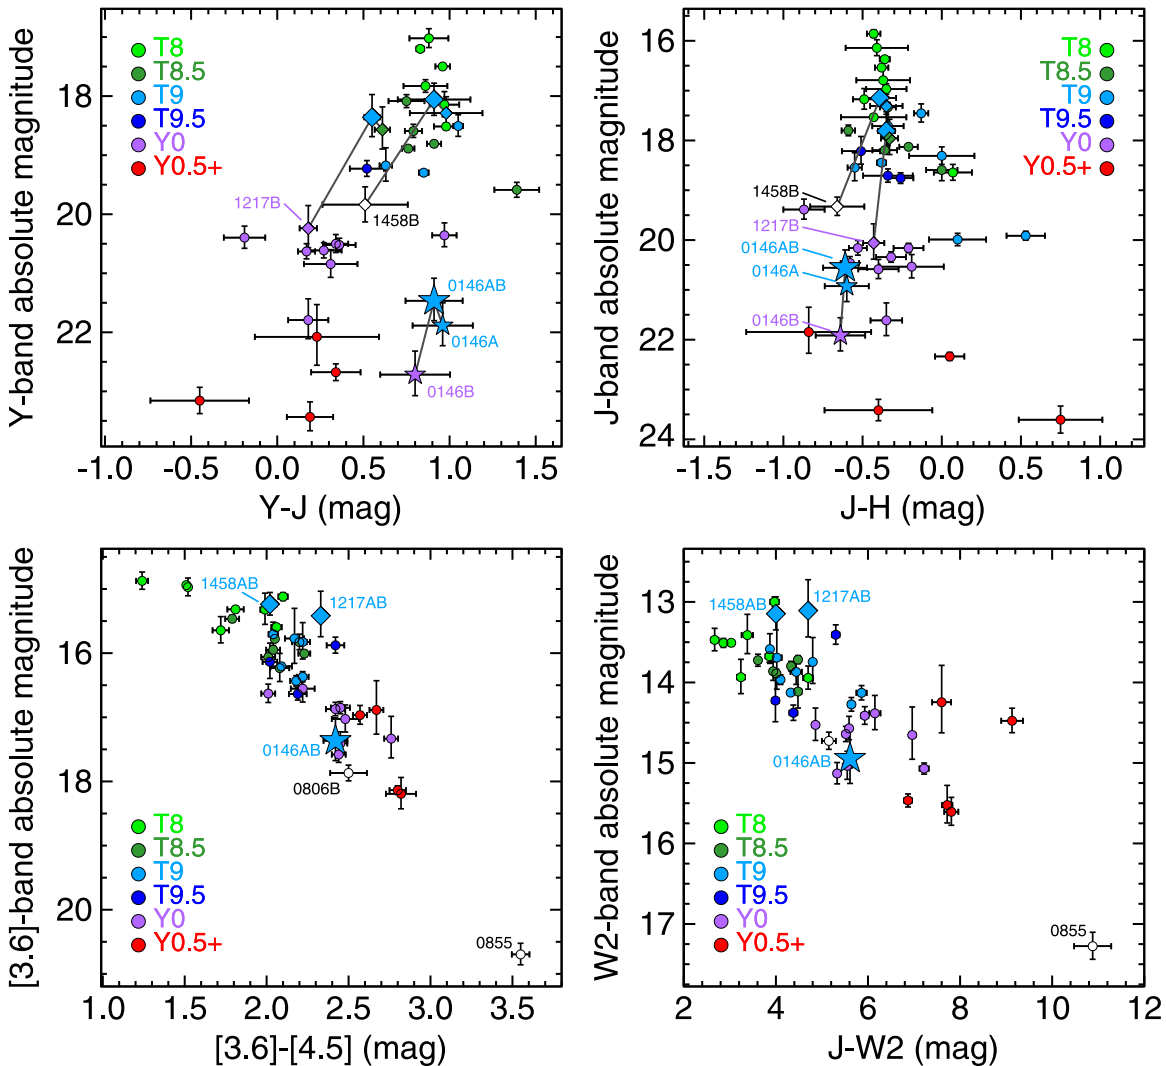 Y-band absolute magnitude
18
20
22
T8
T8.5
T9
T9.5
Y0
Y0.5+
1217B
1458B
0146AB
0146A
0146B
-1.0 -0.5 0.0 0.5 1.0 1.5
Y-J (mag)
J-band absolute magnitude
16
18
20
22
24
T8
T8.5
T9
T9.5
Y0
Y0.5+
1458B
1217B
0146AB
0146A
0146B
-1.5 -1.0 -0.5 0.0 0.5 1.0
J-H (mag)
[3.6]-band absolute magnitude
16
18
20
1458AB
1217AB
0146AB
0806B
T8
T8.5
T9
T9.5
Y0
Y0.5+
0855
1.0 1.5 2.0 2.5 3.0 3.5
[3.6]-[4.5] (mag)
W2-band absolute magnitude
13
14
15
16
17
1458AB
1217AB
0146AB
T8
T8.5
T9
T9.5
Y0
Y0.5+
0855
2 4 6 8 10 12
J-W2 (mag)